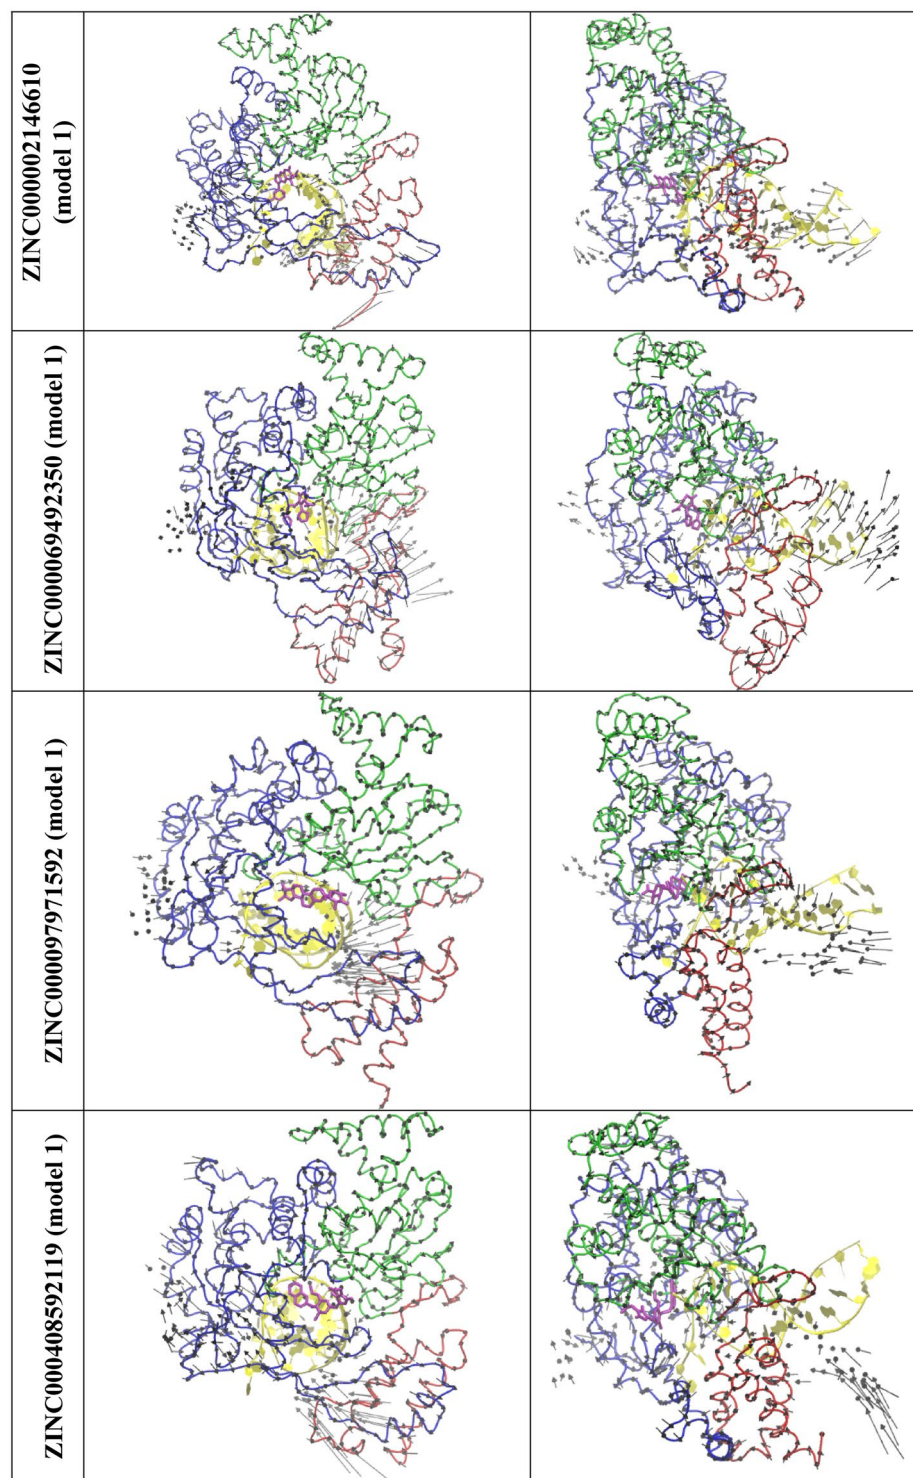 ZINC000002146610
(model 1)
ZINC000069492350 (model 1)
ZINC000097971592 (model 1)
ZINC000408592119 (model 1)